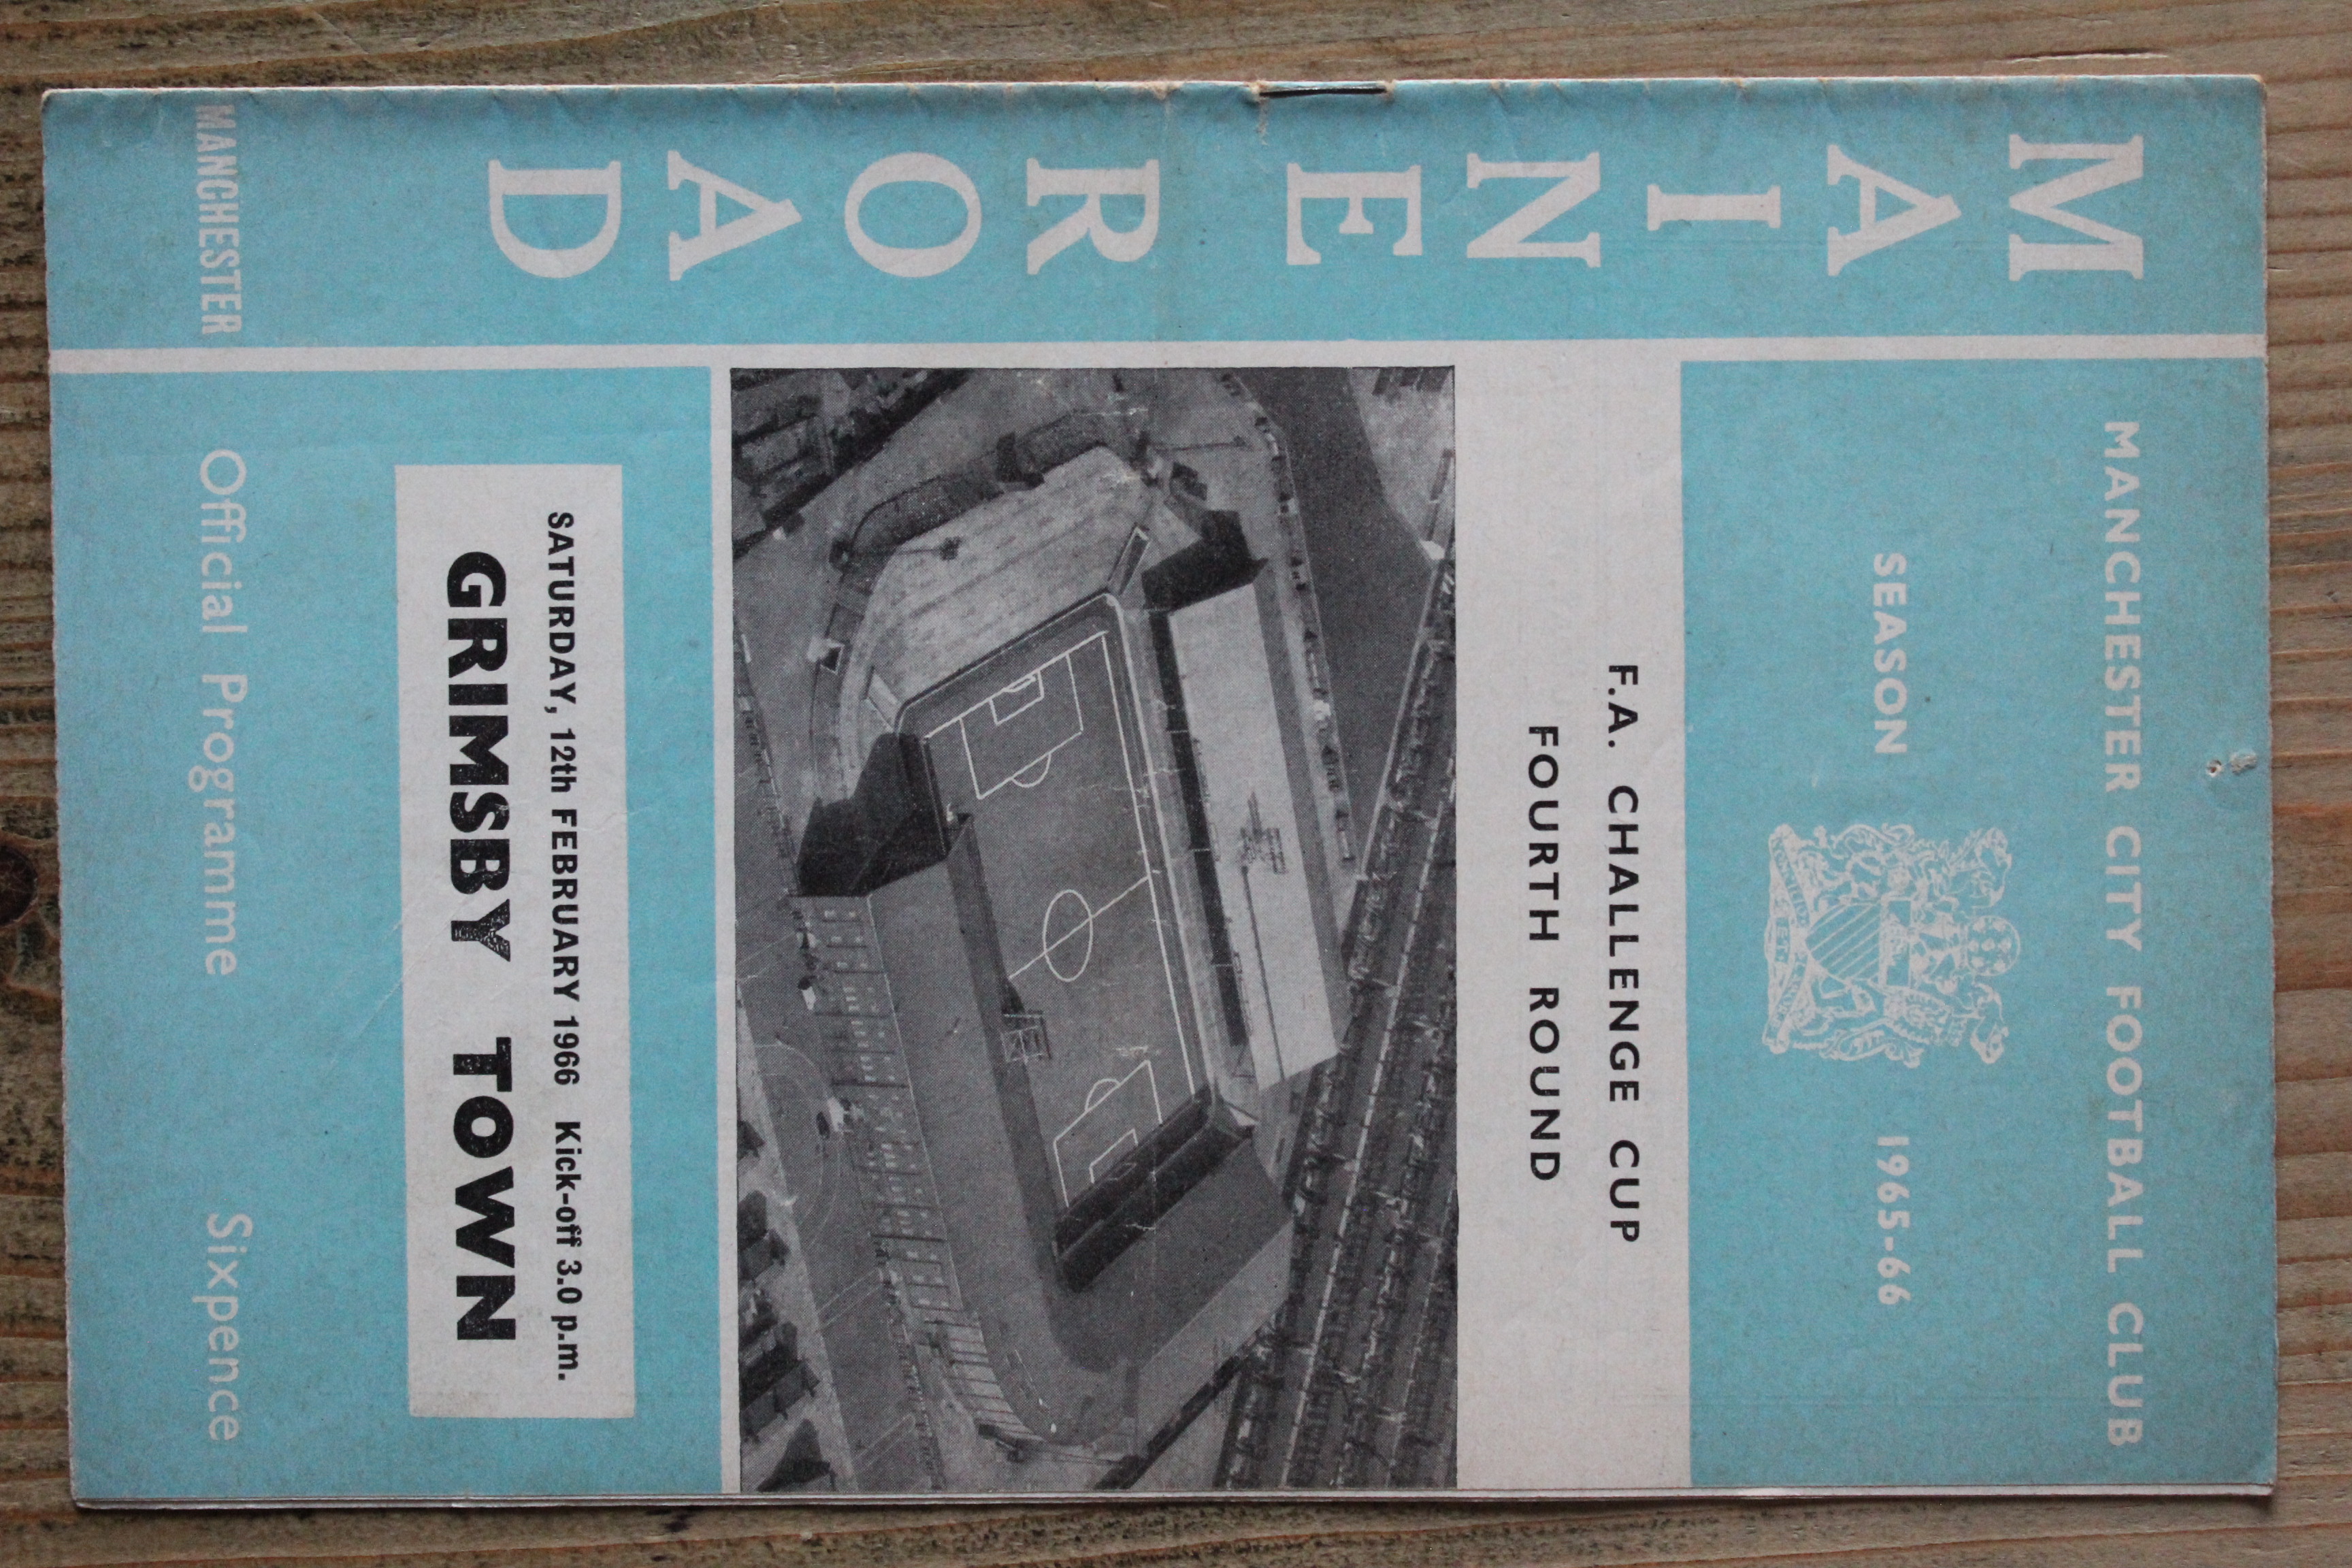 MANCHESTER CITY FOOTBALL CLUB
SEASON 1965-66
F.A. CHALLENGE CUP
FOURTH ROUND
MAINE ROAD
SATURDAY, 12th FEBRUARY 1966 Kick-off 3.0 p.m.
GRIMSBY TOWN
MANCHESTER
Official Programme Sixpence